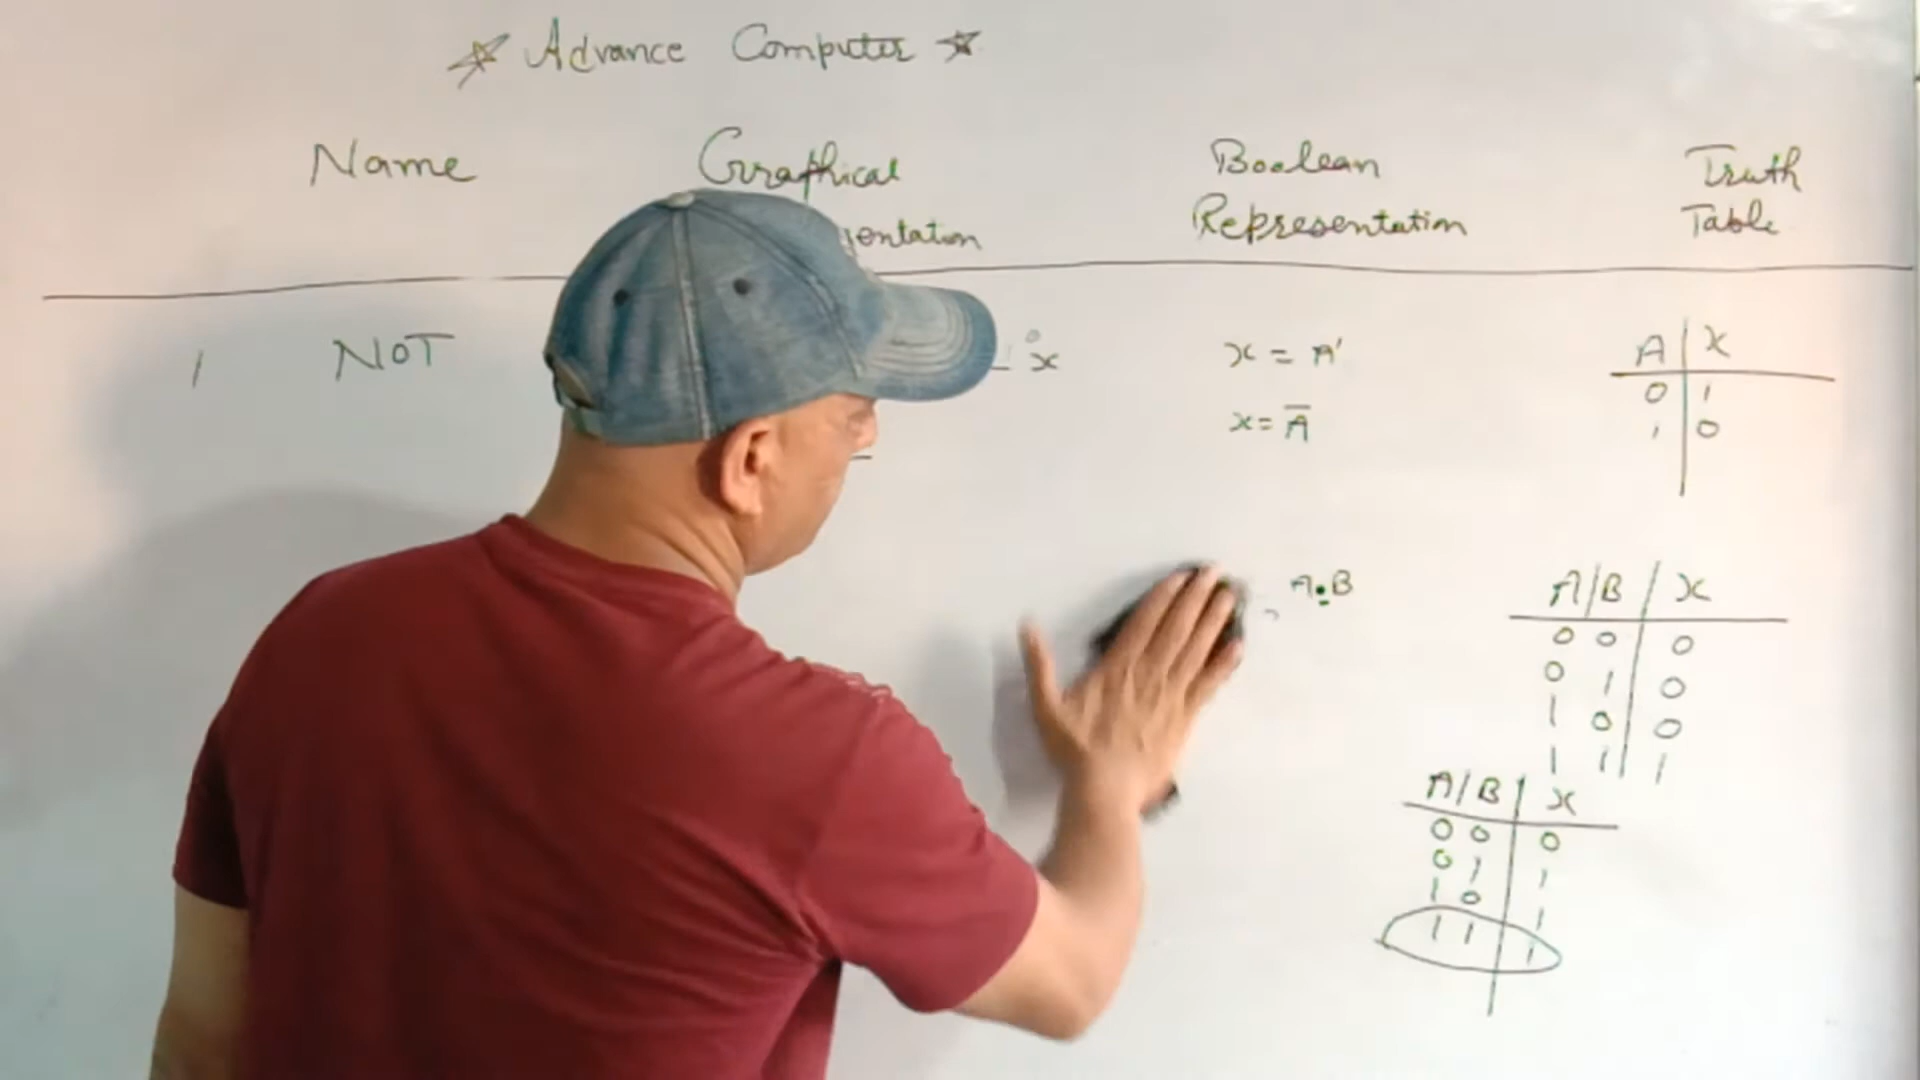 Advance Computer
Name Graphical Boolean Truth
Representation Table
1 NOT x x = A' A x
x = A̅ 0 1
1 0
A.B A B x
0 0 0
0 1 0
1 0 0
1 1 1
A B x
0 0 0
0 1 1
1 0 1
1 1 1